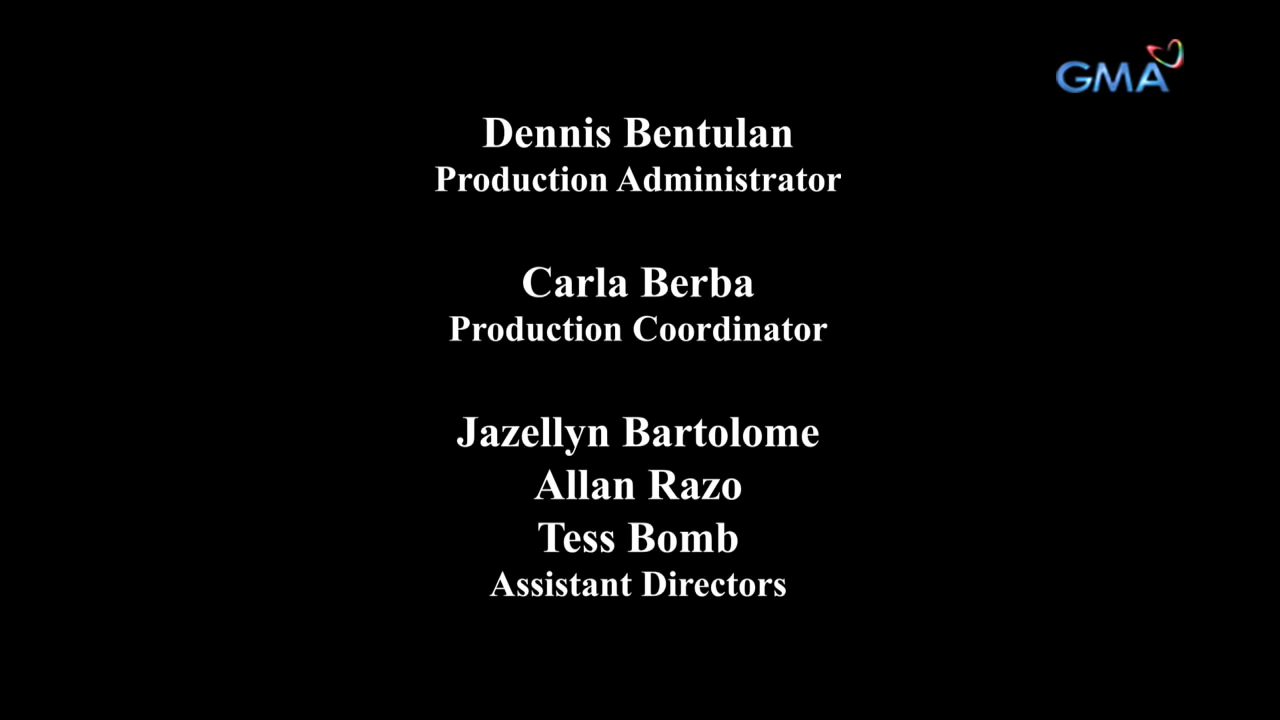 GMA
Dennis Bentulan
Production Administrator
Carla Berba
Production Coordinator
Jazellyn Bartolome
Allan Razo
Tess Bomb
Assistant Directors